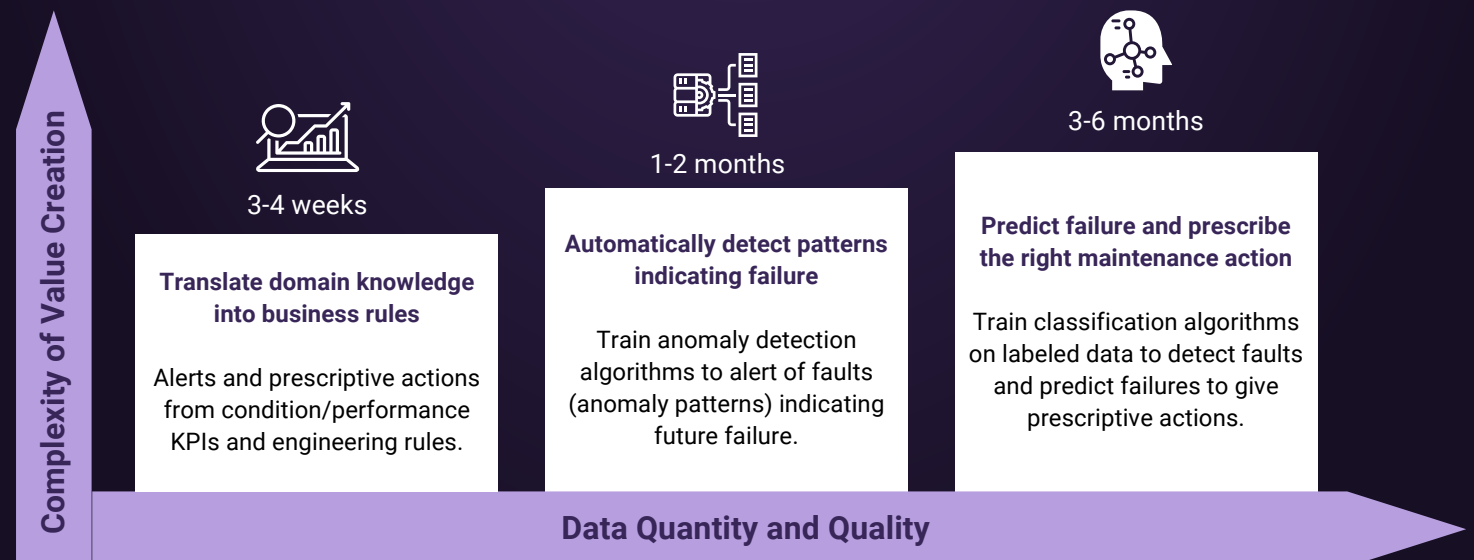 Complexity of Value Creation
3-4 weeks
Translate domain knowledge
into business rules
Alerts and prescriptive actions
from condition/performance
KPIs and engineering rules.
1-2 months
Automatically detect patterns
indicating failure
Train anomaly detection
algorithms to alert of faults
(anomaly patterns) indicating
future failure.
3-6 months
Predict failure and prescribe
the right maintenance action
Train classification algorithms
on labeled data to detect faults
and predict failures to give
prescriptive actions.
Data Quantity and Quality